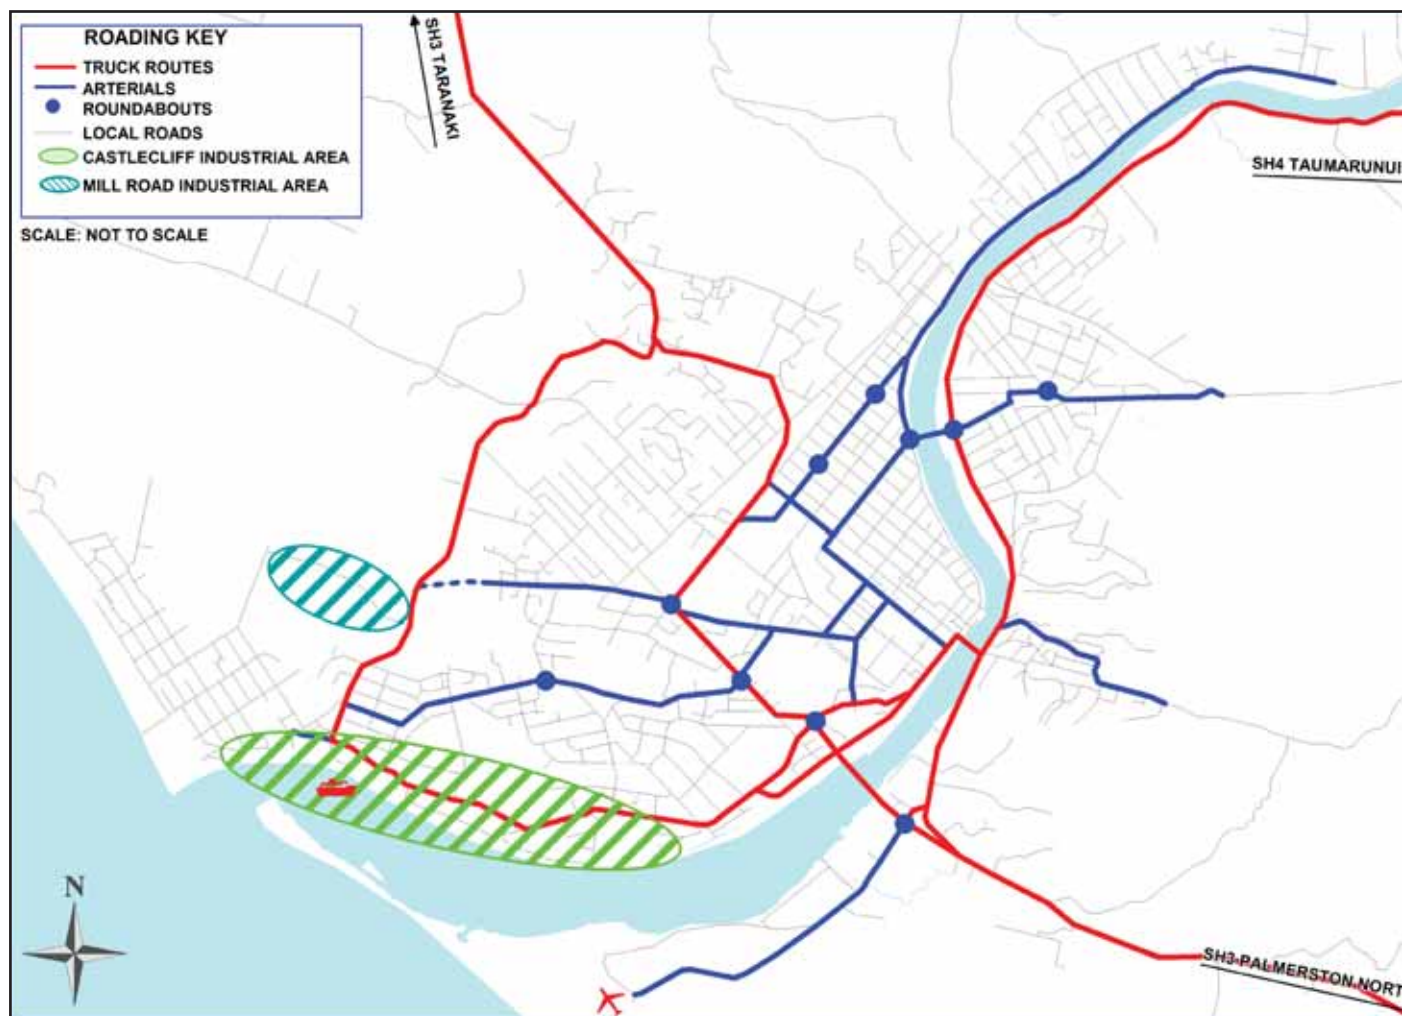 ROADING KEY
TRUCK ROUTES
ARTERIALS
ROUNDABOUTS
LOCAL ROADS
CASTLECLIFF INDUSTRIAL AREA
MILL ROAD INDUSTRIAL AREA
SCALE: NOT TO SCALE
SH3 TARANAKI
SH4 TAUMARUNUI
N
SH3 PALMERSTON NORT